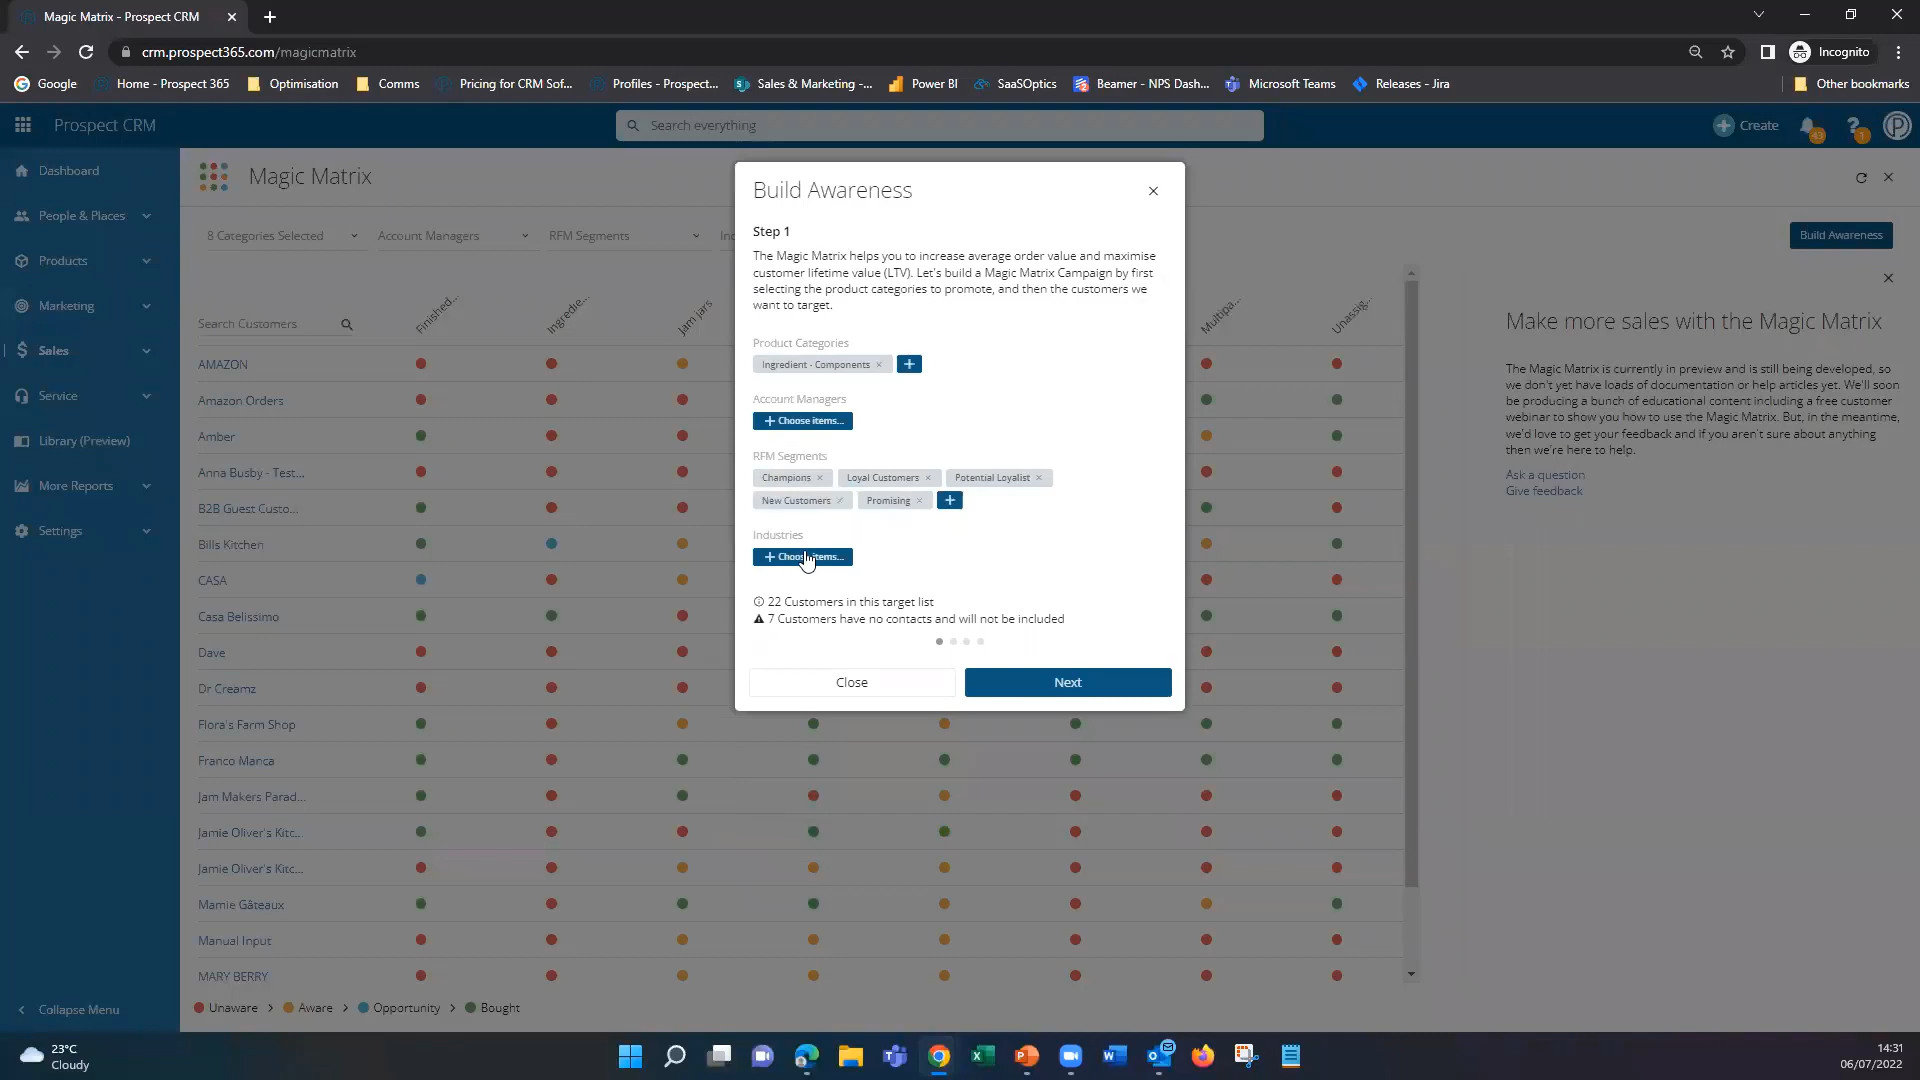 Magic Matrix - Prospect CRM
crm.prospect365.com/magicmatrix
Incognito
Google
Home - Prospect 365
Optimisation
Comms
Pricing for CRM Sof...
Profiles - Prospect...
Sales & Marketing -...
Power BI
SaaSOptics
Beamer - NPS Dash...
Microsoft Teams
Releases - Jira
Other bookmarks
Prospect CRM
Search everything
Create
43
1
Dashboard
People & Places
Products
Marketing
Sales
Service
Library (Preview)
More Reports
Settings
Collapse Menu
Magic Matrix
8 Categories Selected
Account Managers
RFM Segments
Build Awareness
Search Customers
Finished...
Ingredie...
Jam jars
Multipa...
Unassig...
AMAZON
Amazon Orders
Amber
Anna Busby - Test...
B2B Guest Custo...
Bills Kitchen
CASA
Casa Belissimo
Dave
Dr Creamz
Flora's Farm Shop
Franco Manca
Jam Makers Parad...
Jamie Oliver's Kitc...
Jamie Oliver's Kitc...
Mamie Gâteaux
Manual Input
MARY BERRY
Unaware > Aware > Opportunity > Bought
Build Awareness
Step 1
The Magic Matrix helps you to increase average order value and maximise
customer lifetime value (LTV). Let's build a Magic Matrix Campaign by first
selecting the product categories to promote, and then the customers we
want to target.
Product Categories
Ingredient - Components
Account Managers
Choose items...
RFM Segments
Champions
Loyal Customers
Potential Loyalist
New Customers
Promising
Industries
22 Customers in this target list
7 Customers have no contacts and will not be included
Close
Next
Make more sales with the Magic Matrix
The Magic Matrix is currently in preview and is still being developed, so
we don't yet have loads of documentation or help articles yet. We'll soon
be producing a bunch of educational content including a free customer
webinar to show you how to use the Magic Matrix. But, in the meantime,
we'd love to get your feedback and if you aren't sure about anything
then we're here to help.
Ask a question
Give feedback
23°C
Cloudy
14:31
06/07/2022